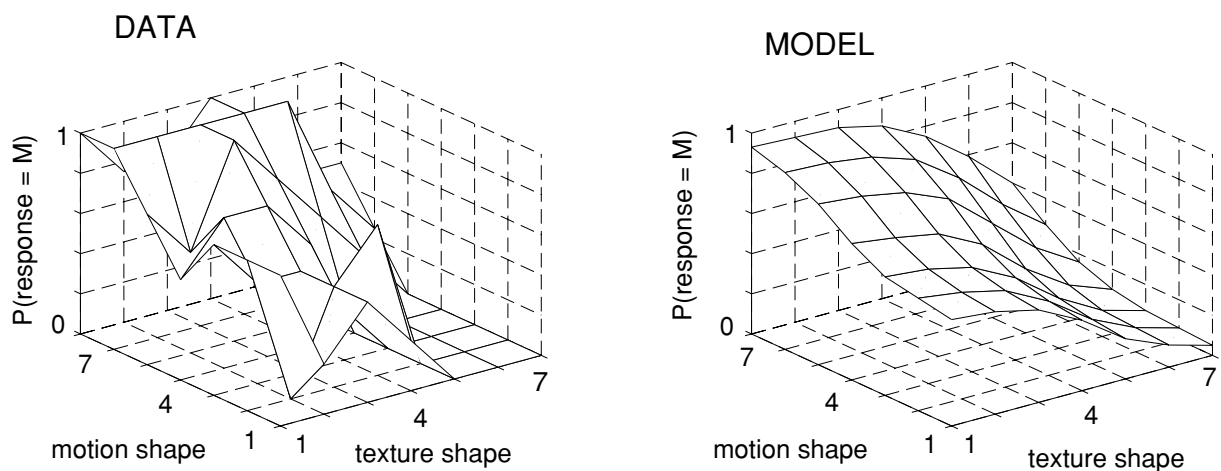 DATA
P(response = M)
1
0
7
4
1
motion shape
1
4
7
texture shape
MODEL
P(response = M)
1
0
7
4
1
motion shape
1
4
7
texture shape